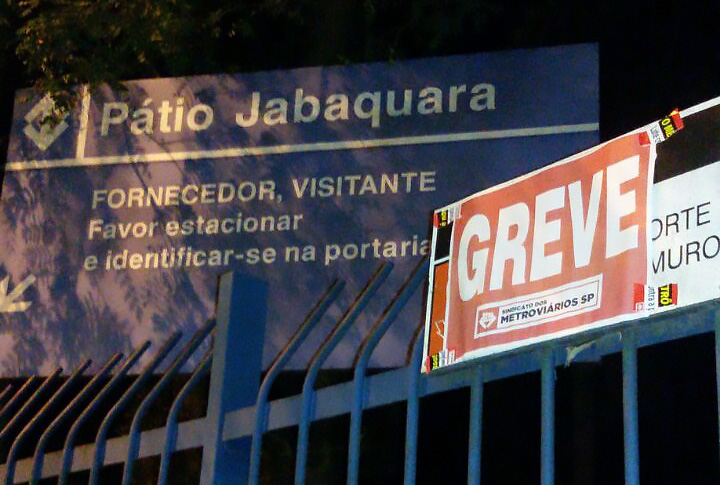 Pátio Jabaquara
FORNECEDOR, VISITANTE
Favor estacionar
e identificar-se na portaria
GREVE
SINDICATO DOS
METROVIÁRIOS SP
ORTE
MURO